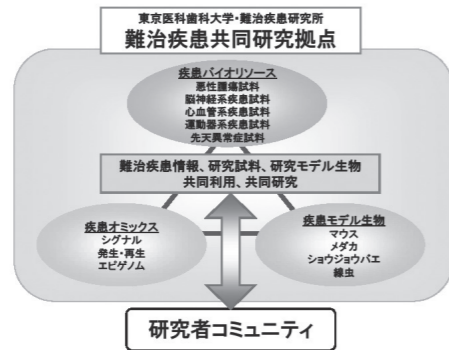 東京医科歯科大学・難治疾患研究所
難治疾患共同研究拠点
疾患バイオリソース
悪性腫瘍試料
脳神経系疾患試料
心血管系疾患試料
運動器系疾患試料
先天異常症試料
難治疾患情報、研究試料、研究モデル生物
共同利用、共同研究
疾患オミックス
シグナル
発生・再生
エピゲノム
疾患モデル生物
マウス
メダカ
ショウジョウバエ
線虫
研究者コミュニティ